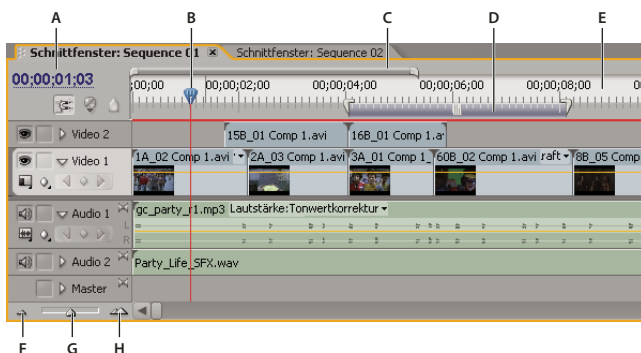 A B C D E
Schnittfenster: Sequence 01 × Schnittfenster: Sequence 02
00;00;01;03 ;00;00 00;00;02;00 00;00;04;00 00;00;06;00 00;00;08;00
Video 2 15B_01 Comp 1.avi 16B_01 Comp 1.a
Video 1 1A_02 Comp 1.avi 2A_03 Comp 1.avi 3A_01 Comp 1_ 60B_02 Comp 1.avi raft 8B_05 Comp
Audio 1 gc_party_r1.mp3 Lautstärke:Tonwertkorrektur
L
R
Audio 2 Party_Life_SFX.wav
Master
F G H